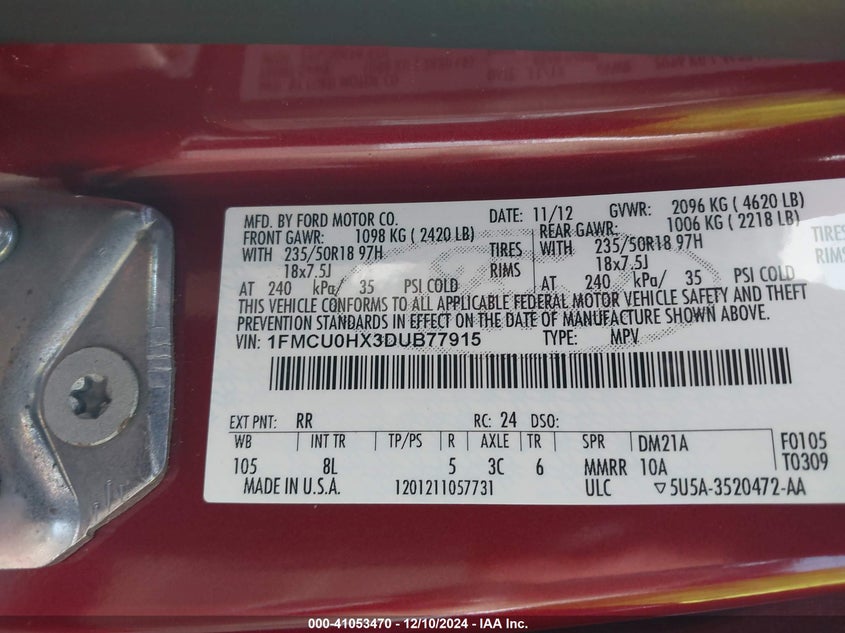 MFD. BY FORD MOTOR CO. DATE: 11/12 GVWR: 2096 KG ( 4620 LB)
FRONT GAWR: 1098 KG ( 2420 LB) REAR GAWR: 1006 KG ( 2218 LB)
WITH 235/50R18 97H TIRES WITH 235/50R18 97H TIRES
18x7.5J RIMS 18x7.5J RIMS
AT 240 kPa/ 35 PSI COLD AT 240 kPa/ 35 PSI COLD
THIS VEHICLE CONFORMS TO ALL APPLICABLE FEDERAL MOTOR VEHICLE SAFETY AND THEFT
PREVENTION STANDARDS IN EFFECT ON THE DATE OF MANUFACTURE SHOWN ABOVE.
VIN: 1FMCU0HX3DUB77915 TYPE: MPV
EXT PNT: RR RC: 24 DSO:
WB INT TR TP/PS R AXLE TR SPR DM21A F0105
105 8L 5 3C 6 MMRR 10A T0309
MADE IN U.S.A. 1201211057731 ULC ▽5U5A-3520472-AA
000-41053470 - 12/10/2024 - IAA Inc.